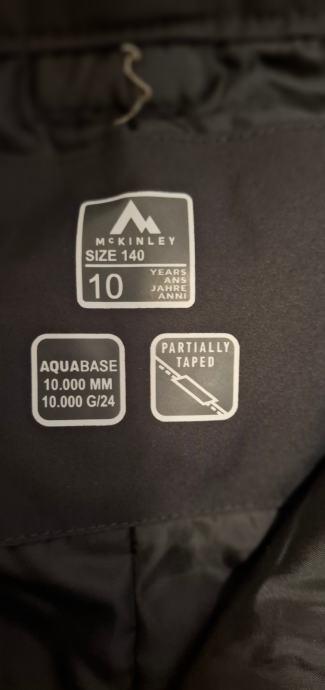 McKINLEY
SIZE 140
10
YEARS
ANS
JAHRE
ANNI
AQUABASE
10.000 MM
10.000 G/24
PARTIALLY
TAPED